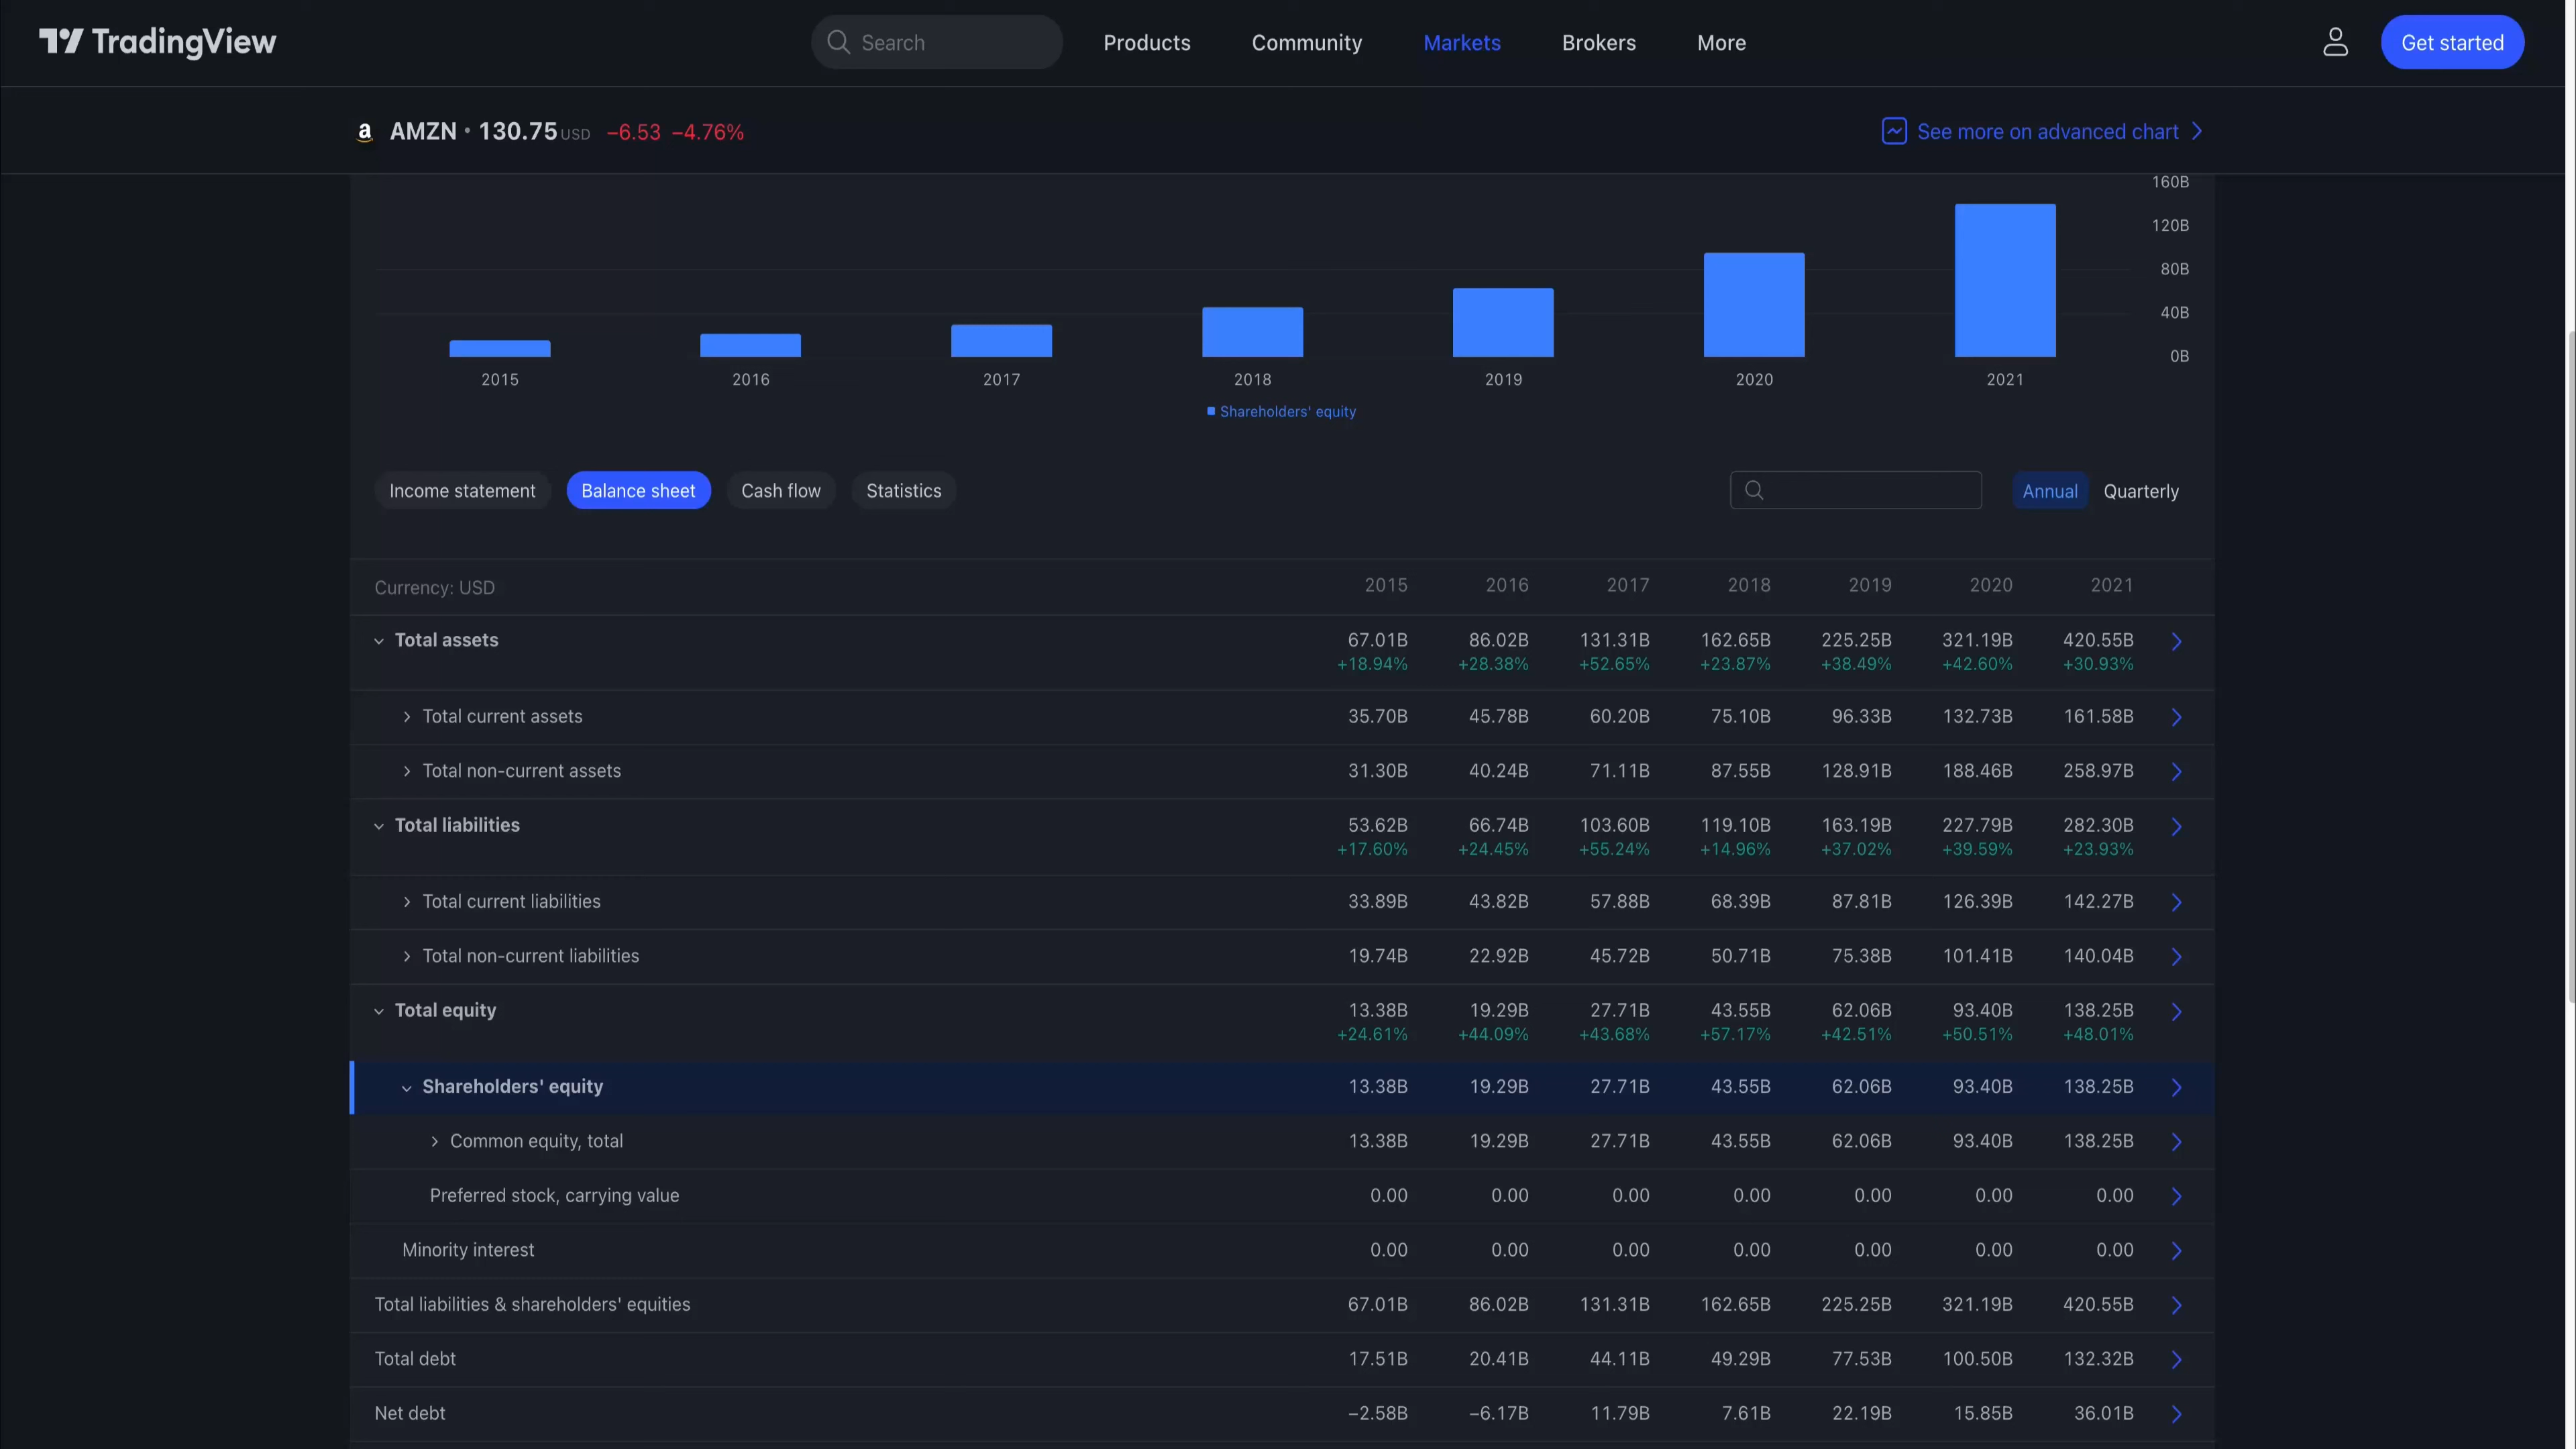 TradingView
Search
Products
Community
Markets
Brokers
More
Get started
AMZN • 130.75 USD −6.53 −4.76%
See more on advanced chart
160B
120B
80B
40B
0B
2015 2016 2017 2018 2019 2020 2021
Shareholders' equity
Income statement
Balance sheet
Cash flow
Statistics
Annual
Quarterly
Currency: USD 2015 2016 2017 2018 2019 2020 2021
Total assets 67.01B 86.02B 131.31B 162.65B 225.25B 321.19B 420.55B
+18.94% +28.38% +52.65% +23.87% +38.49% +42.60% +30.93%
Total current assets 35.70B 45.78B 60.20B 75.10B 96.33B 132.73B 161.58B
Total non-current assets 31.30B 40.24B 71.11B 87.55B 128.91B 188.46B 258.97B
Total liabilities 53.62B 66.74B 103.60B 119.10B 163.19B 227.79B 282.30B
+17.60% +24.45% +55.24% +14.96% +37.02% +39.59% +23.93%
Total current liabilities 33.89B 43.82B 57.88B 68.39B 87.81B 126.39B 142.27B
Total non-current liabilities 19.74B 22.92B 45.72B 50.71B 75.38B 101.41B 140.04B
Total equity 13.38B 19.29B 27.71B 43.55B 62.06B 93.40B 138.25B
+24.61% +44.09% +43.68% +57.17% +42.51% +50.51% +48.01%
Shareholders' equity 13.38B 19.29B 27.71B 43.55B 62.06B 93.40B 138.25B
Common equity, total 13.38B 19.29B 27.71B 43.55B 62.06B 93.40B 138.25B
Preferred stock, carrying value 0.00 0.00 0.00 0.00 0.00 0.00 0.00
Minority interest 0.00 0.00 0.00 0.00 0.00 0.00 0.00
Total liabilities & shareholders' equities 67.01B 86.02B 131.31B 162.65B 225.25B 321.19B 420.55B
Total debt 17.51B 20.41B 44.11B 49.29B 77.53B 100.50B 132.32B
Net debt −2.58B −6.17B 11.79B 7.61B 22.19B 15.85B 36.01B